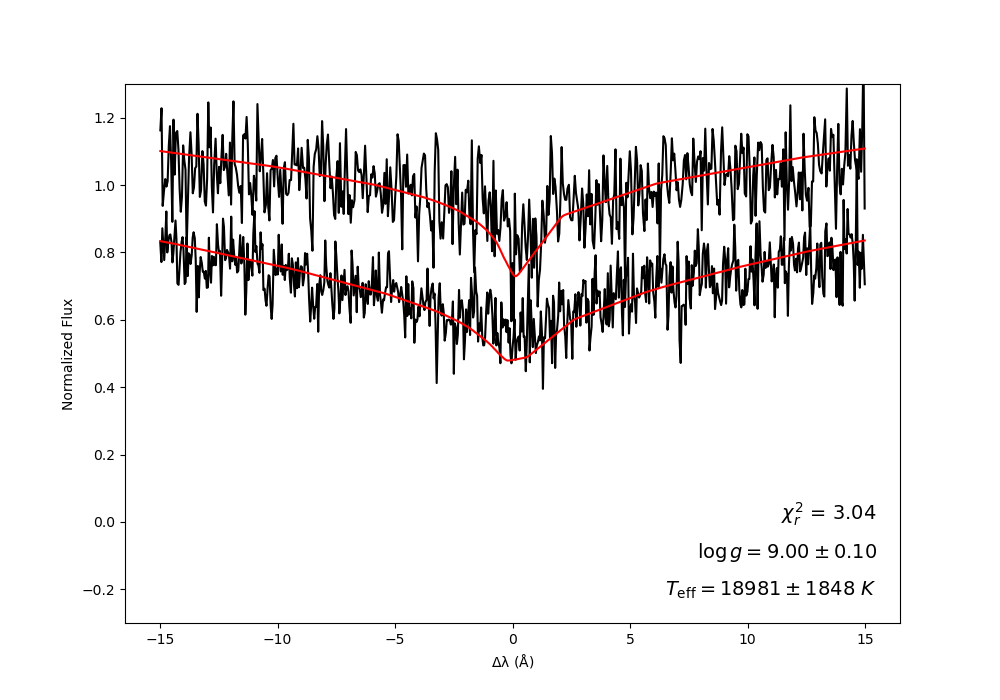 1.2
1.0
0.8
0.6
0.4
0.2
0.0
−0.2
Normalized Flux
χ²ᵣ = 3.04
log g = 9.00 ± 0.10
T_eff = 18981 ± 1848 K
−15 −10 −5 0 5 10 15
Δλ (Å)